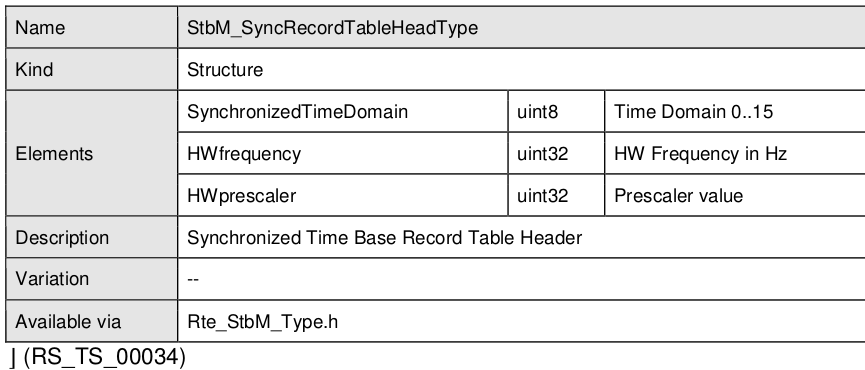 Name StbM_SyncRecordTableHeadType
Kind Structure
Elements SynchronizedTimeDomain uint8 Time Domain 0..15
HWfrequency uint32 HW Frequency in Hz
HWprescaler uint32 Prescaler value
Description Synchronized Time Base Record Table Header
Variation --
Available via Rte_StbM_Type.h
⌋ (RS_TS_00034)